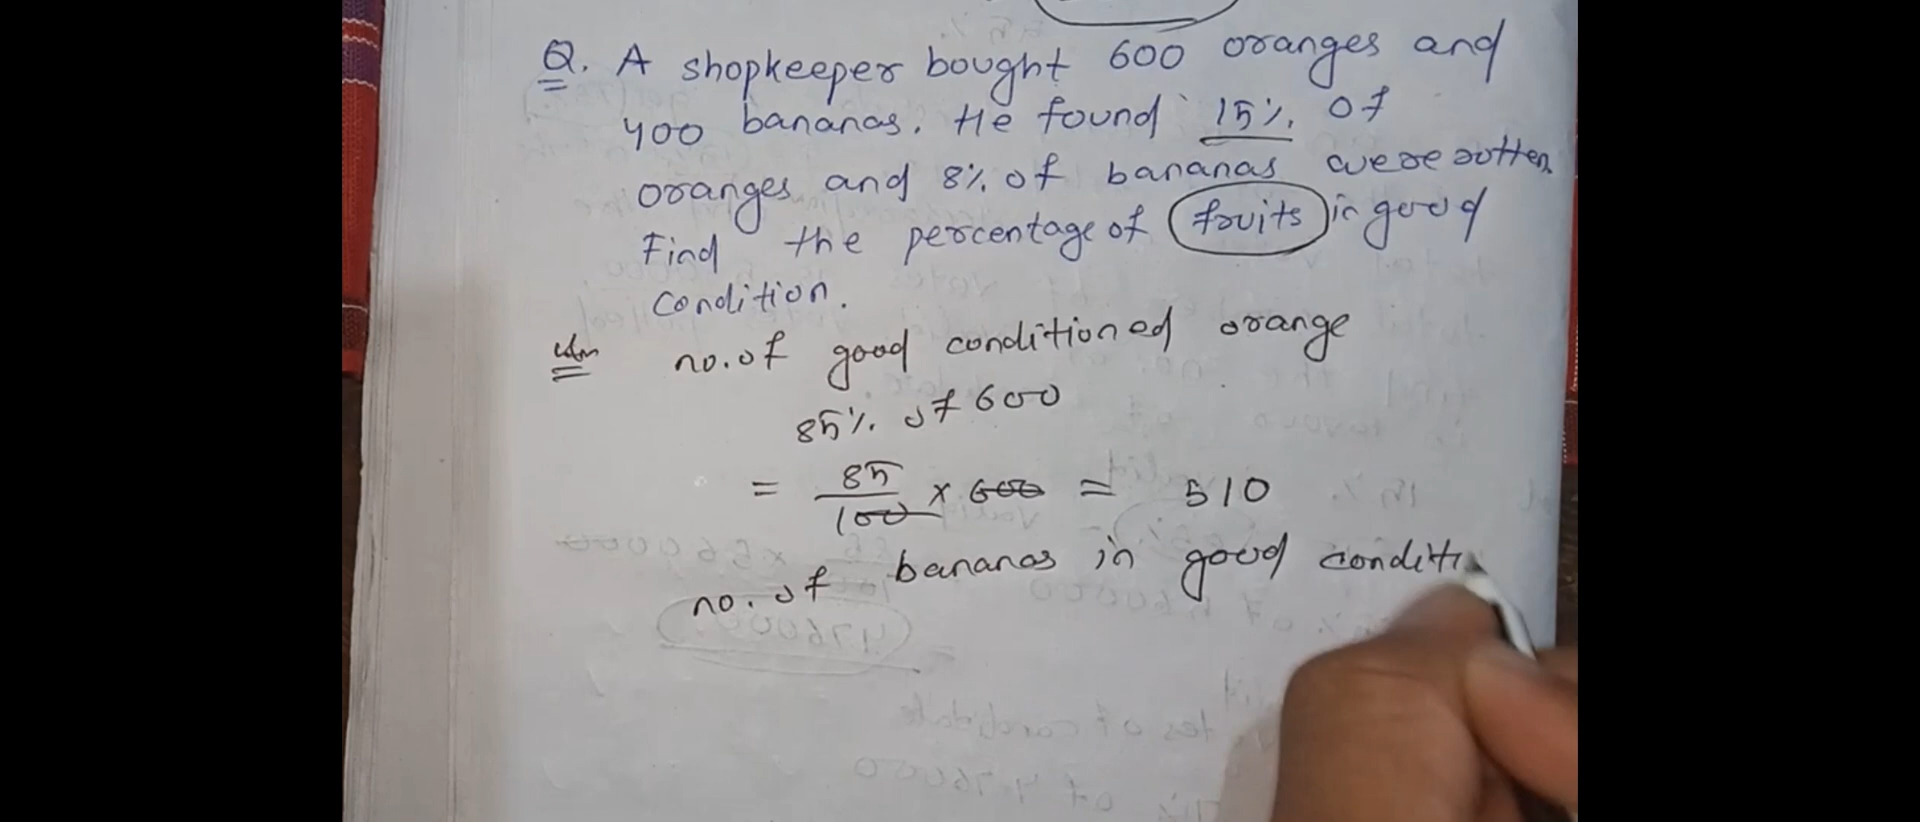 Q. A shopkeeper bought 600 oranges and
400 bananas. He found 15% of
oranges and 8% of bananas were rotten
Find the percentage of fruits in good
condition.
no. of good conditioned orange
85% of 600
= 85/100 x 600 = 510
no. of bananas in good conditi